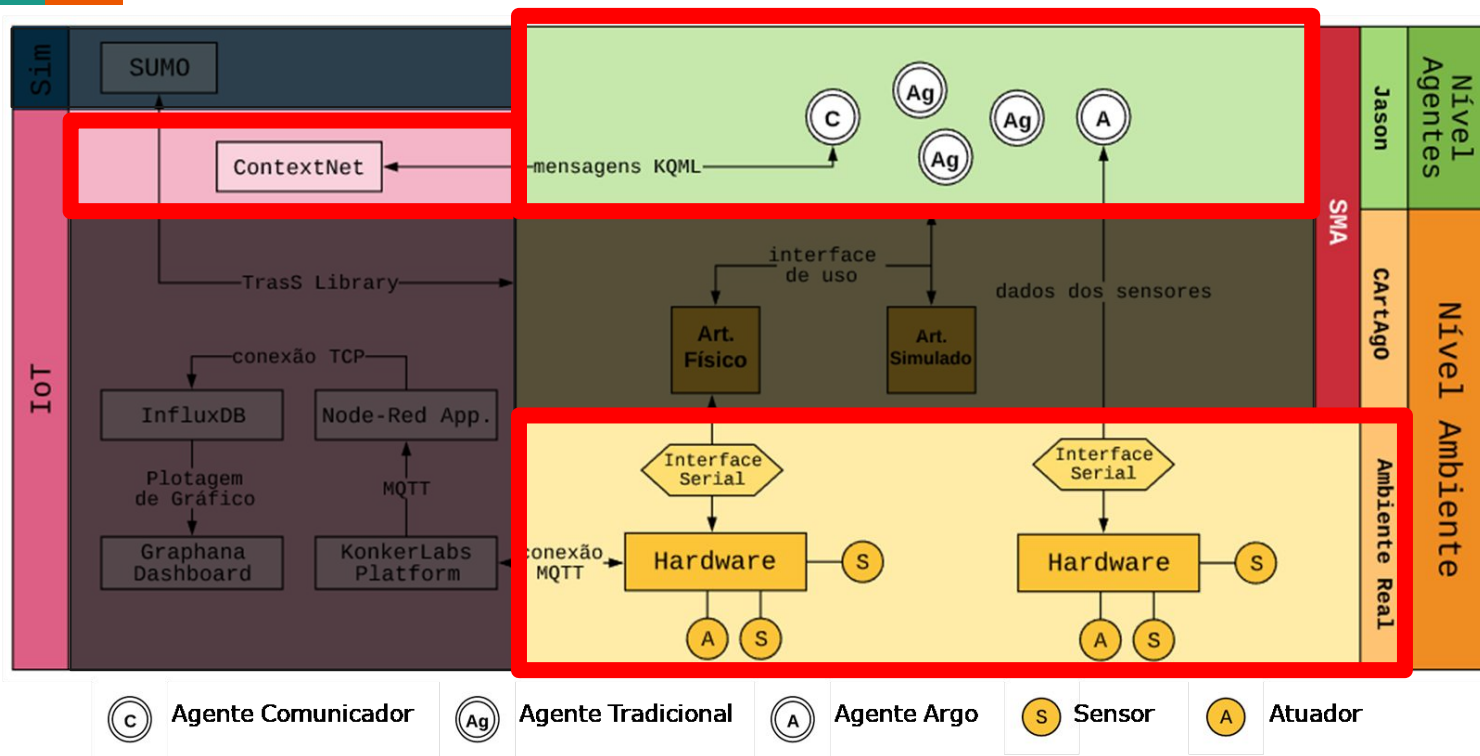 Sim
SUMO
ContextNet
mensagens KQML
C
Ag
Ag
Ag
A
Jason
Nível
Agentes
SMA
IoT
TrasS Library
interface
de uso
dados dos sensores
Art.
Físico
Art.
Simulado
CArtAgO
Nível Ambiente
conexão TCP
InfluxDB
Node-Red App.
Plotagem
de Gráfico
MQTT
Graphana
Dashboard
KonkerLabs
Platform
conexão
MQTT
Interface
Serial
Hardware
S
A
S
Interface
Serial
Hardware
S
A
S
Ambiente Real
C Agente Comunicador
Ag Agente Tradicional
A Agente Argo
S Sensor
A Atuador